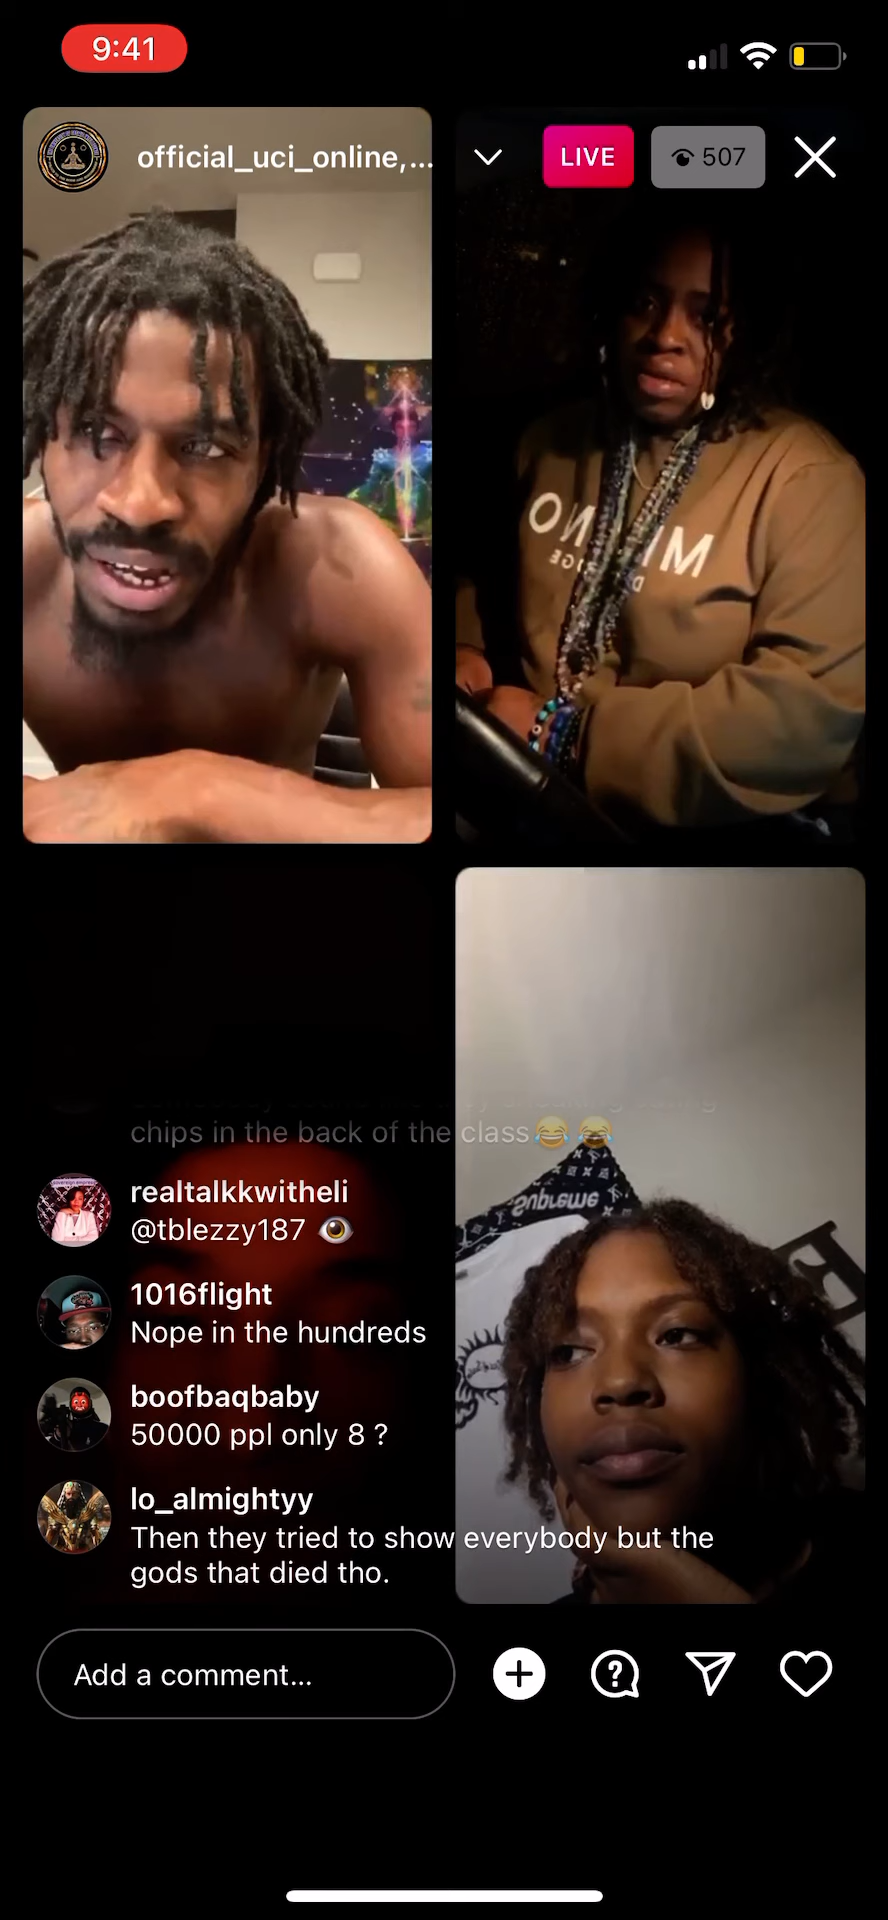 9:41
official_uci_online,...
LIVE
507
MINO
chips in the back of the class😂😂
realtalkkwitheli
@tblezzy187 👁️
1016flight
Nope in the hundreds
boofbaqbaby
50000 ppl only 8 ?
lo_almightyy
Then they tried to show everybody but the
gods that died tho.
Supreme
Add a comment...